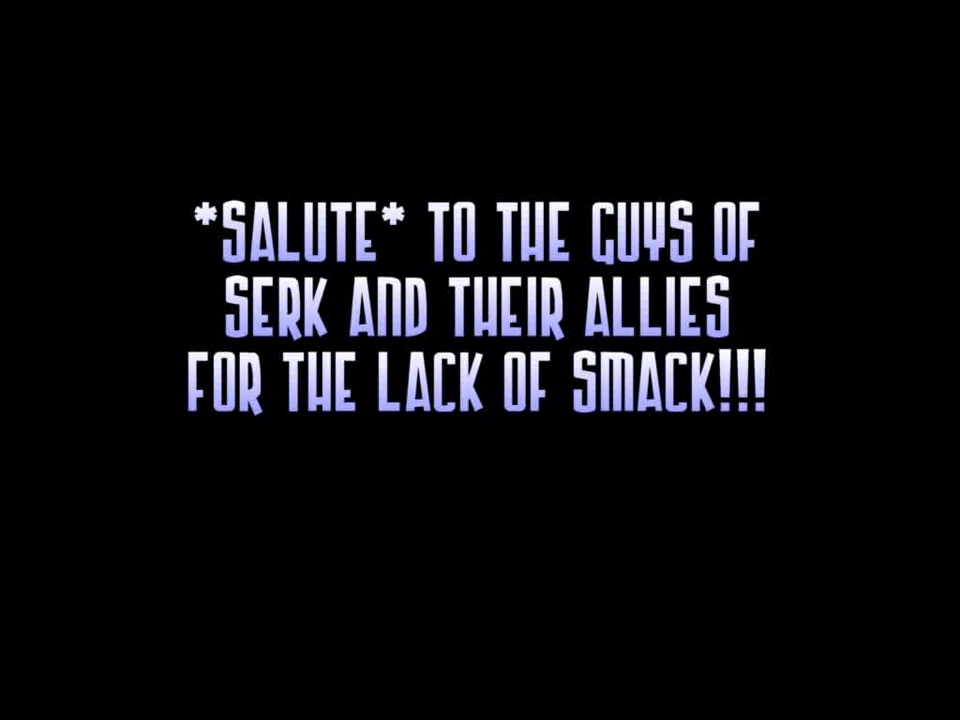 *SALUTE* TO THE GUYS OF
SERK AND THEIR ALLIES
FOR THE LACK OF SMACK!!!